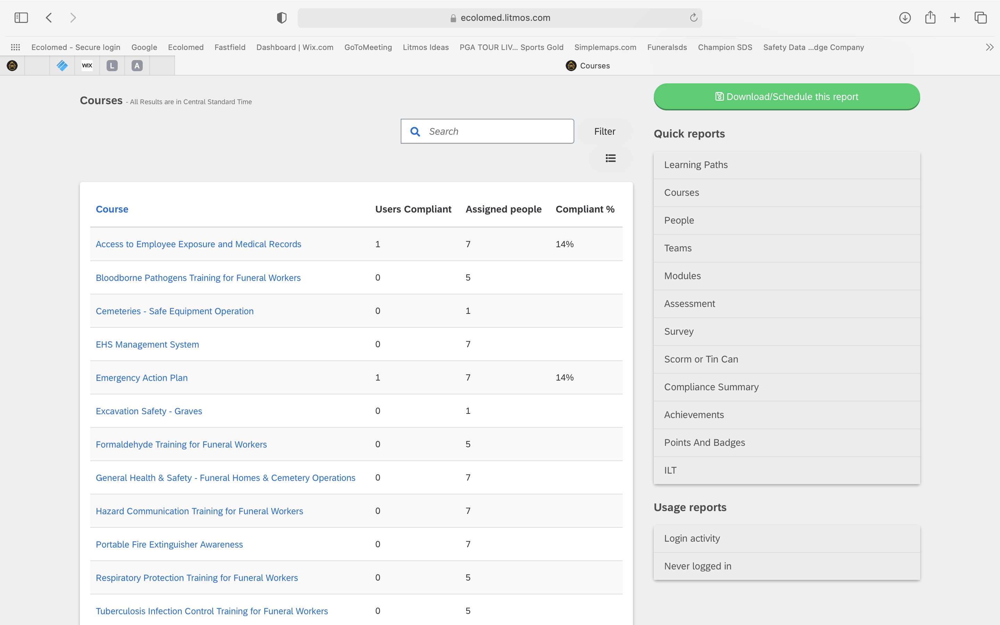 ecolomed.litmos.com
Ecolomed - Secure login Google Ecolomed Fastfield Dashboard | Wix.com GoToMeeting Litmos Ideas PGA TOUR LIV... Sports Gold Simplemaps.com Funeralsds Champion SDS Safety Data ...dge Company
WIX L A Courses
Courses - All Results are in Central Standard Time
Download/Schedule this report
Search Filter
Quick reports
Course Users Compliant Assigned people Compliant %
Access to Employee Exposure and Medical Records 1 7 14%
Bloodborne Pathogens Training for Funeral Workers 0 5
Cemeteries - Safe Equipment Operation 0 1
EHS Management System 0 7
Emergency Action Plan 1 7 14%
Excavation Safety - Graves 0 1
Formaldehyde Training for Funeral Workers 0 5
General Health & Safety - Funeral Homes & Cemetery Operations 0 7
Hazard Communication Training for Funeral Workers 0 7
Portable Fire Extinguisher Awareness 0 7
Respiratory Protection Training for Funeral Workers 0 5
Tuberculosis Infection Control Training for Funeral Workers 0 5
Learning Paths
Courses
People
Teams
Modules
Assessment
Survey
Scorm or Tin Can
Compliance Summary
Achievements
Points And Badges
ILT
Usage reports
Login activity
Never logged in